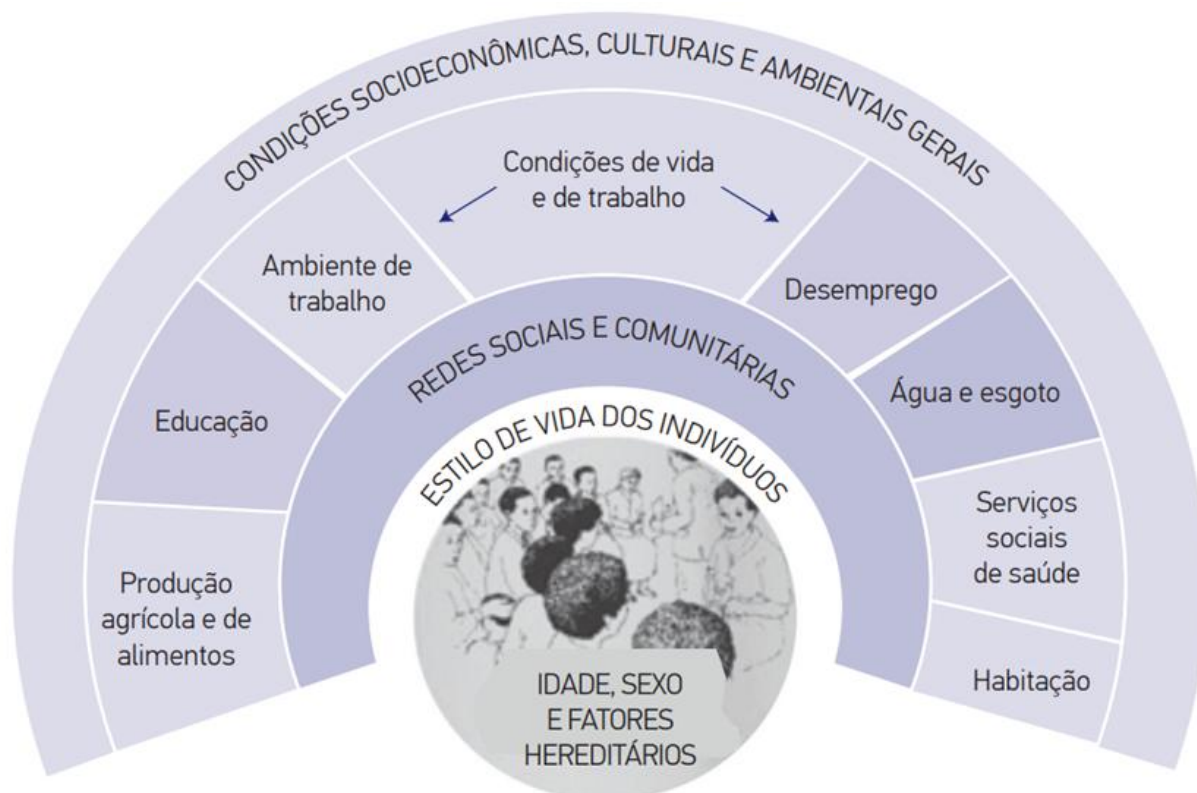 CONDIÇÕES SOCIOECONÔMICAS, CULTURAIS E AMBIENTAIS GERAIS
Condições de vida
e de trabalho
Ambiente de
trabalho
Desemprego
Educação
Água e esgoto
Produção
agrícola e de
alimentos
Serviços
sociais
de saúde
Habitação
REDES SOCIAIS E COMUNITÁRIAS
ESTILO DE VIDA DOS INDIVÍDUOS
IDADE, SEXO
E FATORES
HEREDITÁRIOS